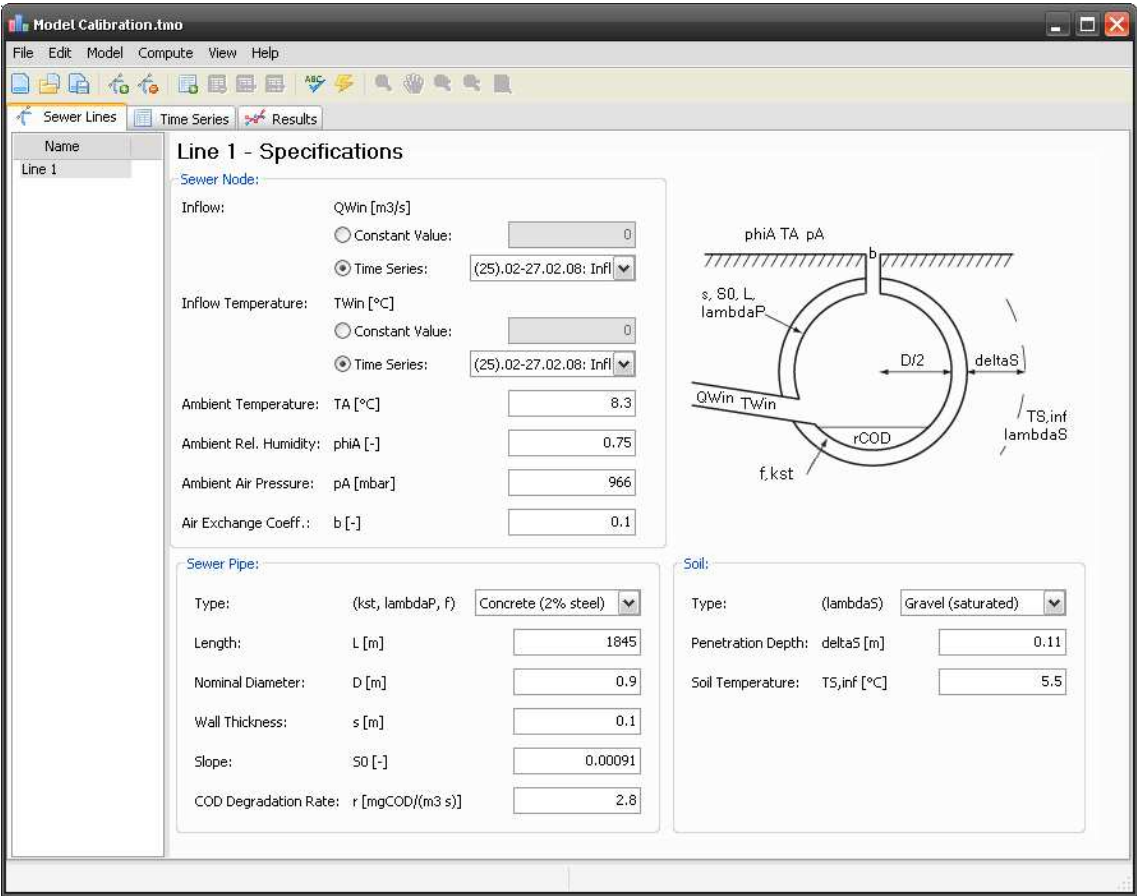 Model Calibration.tmo
File Edit Model Compute View Help
ABC
Sewer Lines Time Series Results
Name
Line 1
Line 1 - Specifications
Sewer Node:
Inflow: QWin [m3/s]
Constant Value: 0
Time Series: (25).02-27.02.08: Infl
Inflow Temperature: TWin [°C]
Constant Value: 0
Time Series: (25).02-27.02.08: Infl
Ambient Temperature: TA [°C] 8.3
Ambient Rel. Humidity: phiA [-] 0.75
Ambient Air Pressure: pA [mbar] 966
Air Exchange Coeff.: b [-] 0.1
phiA TA pA
b
s, S0, L,
lambdaP
D/2 deltaS
QWin TWin
TS,inf
lambdaS
rCOD
f,kst
Sewer Pipe:
Type: (kst, lambdaP, f) Concrete (2% steel)
Length: L [m] 1845
Nominal Diameter: D [m] 0.9
Wall Thickness: s [m] 0.1
Slope: S0 [-] 0.00091
COD Degradation Rate: r [mgCOD/(m3 s)] 2.8
Soil:
Type: (lambdaS) Gravel (saturated)
Penetration Depth: deltaS [m] 0.11
Soil Temperature: TS,inf [°C] 5.5